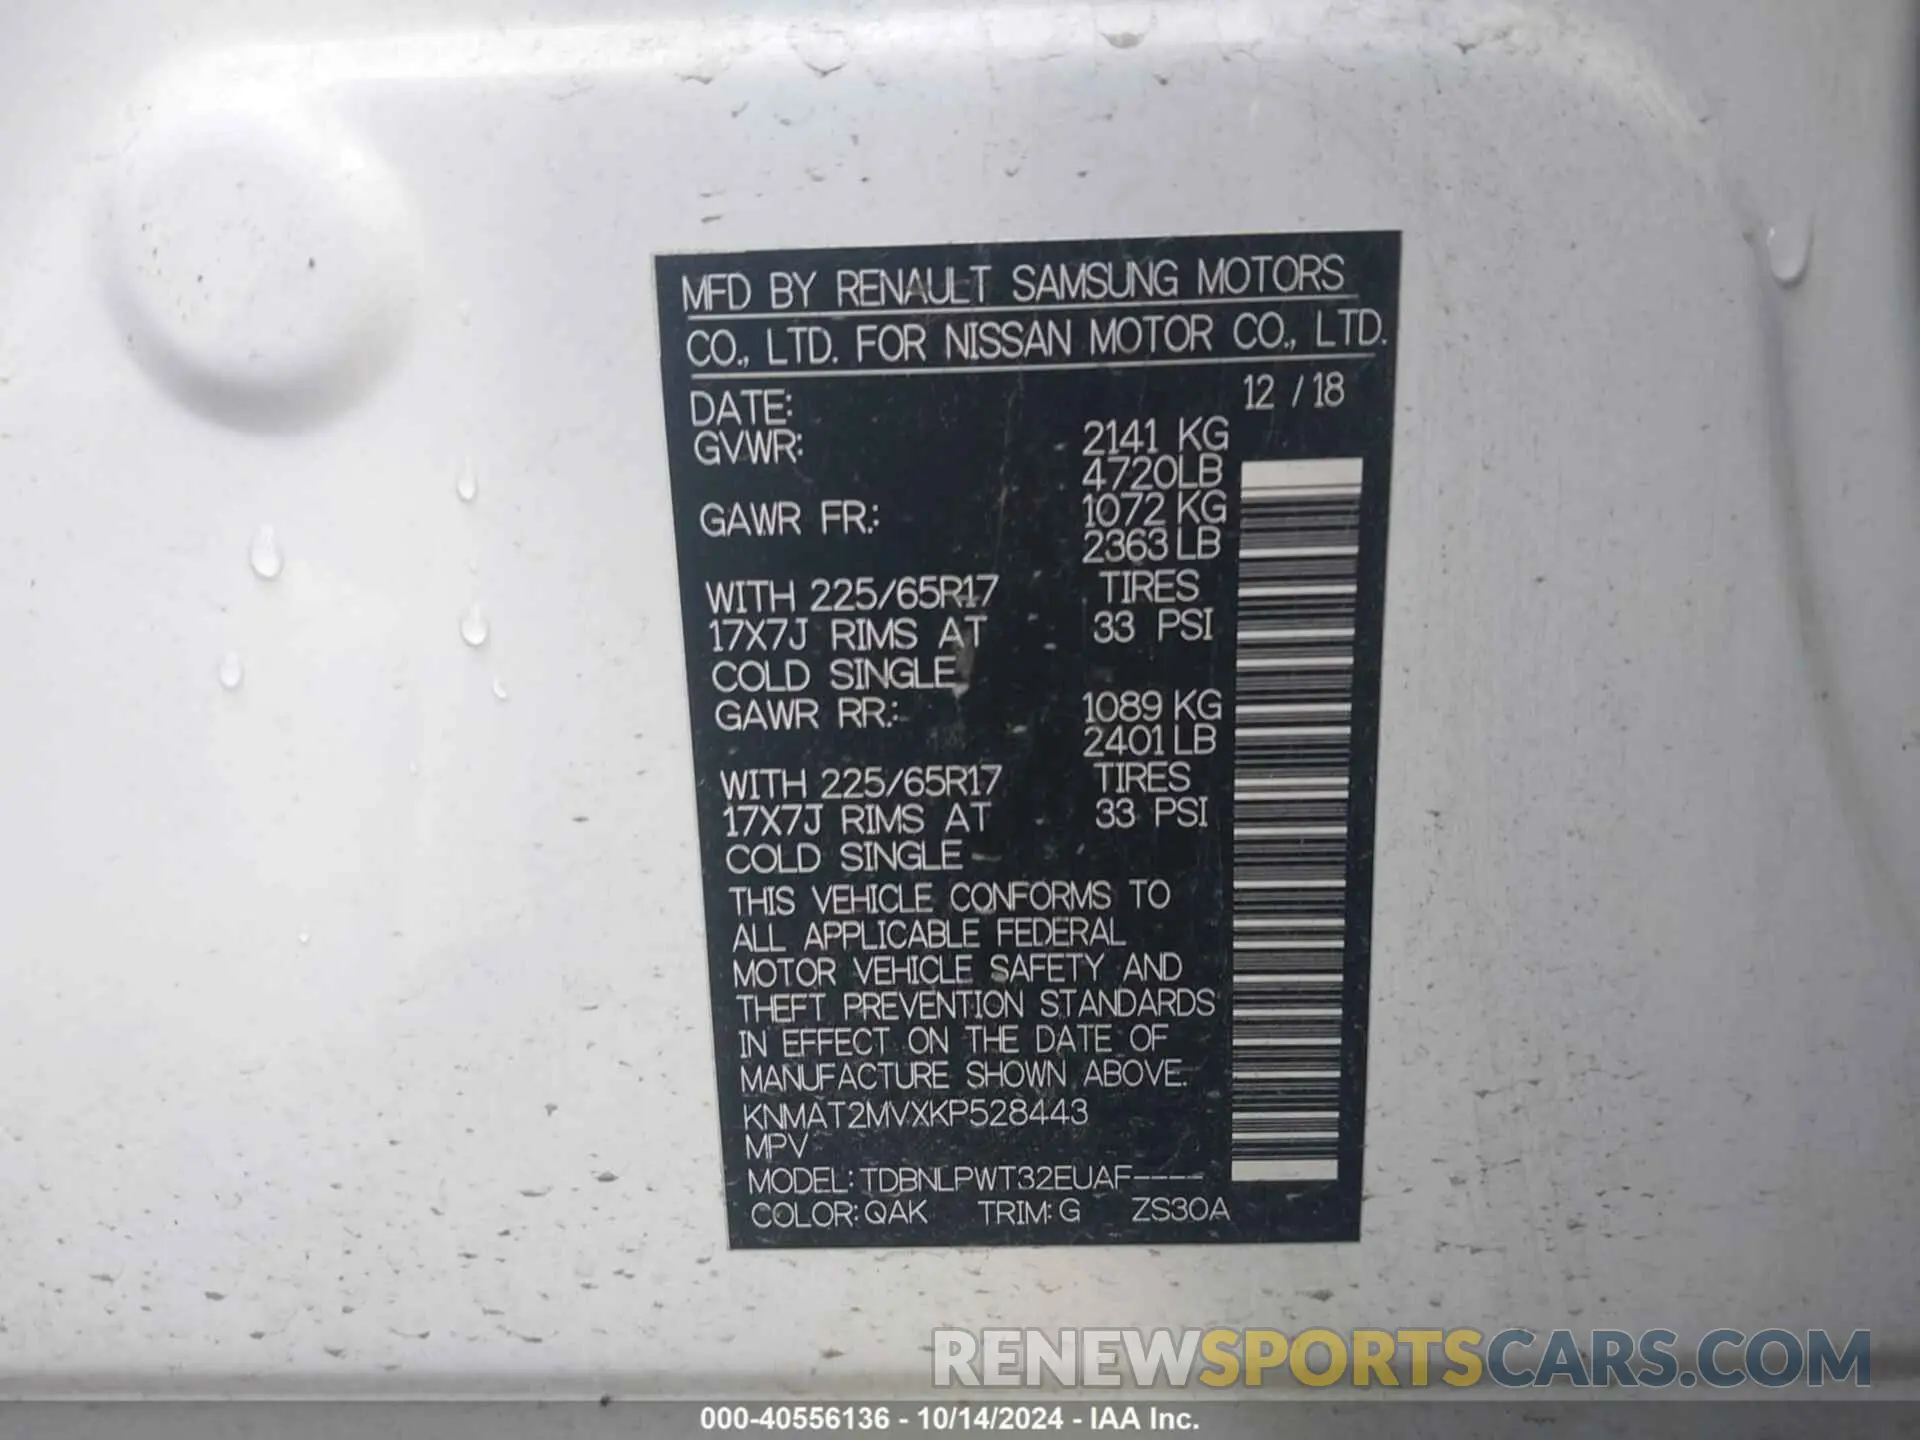 MFD BY RENAULT SAMSUNG MOTORS
CO., LTD. FOR NISSAN MOTOR CO., LTD.
DATE: 12 / 18
GVWR: 2141 KG
4720LB
GAWR FR.: 1072 KG
2363 LB
WITH 225/65R17 TIRES
17X7J RIMS AT 33 PSI
COLD SINGLE
GAWR RR.: 1089 KG
2401 LB
WITH 225/65R17 TIRES
17X7J RIMS AT 33 PSI
COLD SINGLE
THIS VEHICLE CONFORMS TO
ALL APPLICABLE FEDERAL
MOTOR VEHICLE SAFETY AND
THEFT PREVENTION STANDARDS
IN EFFECT ON THE DATE OF
MANUFACTURE SHOWN ABOVE.
KNMAT2MVXKP528443
MPV
MODEL: TDBNLPWT32EUAF----
COLOR: QAK TRIM: G ZS30A
RENEWSPORTSCARS.COM
000-40556136 - 10/14/2024 - IAA Inc.